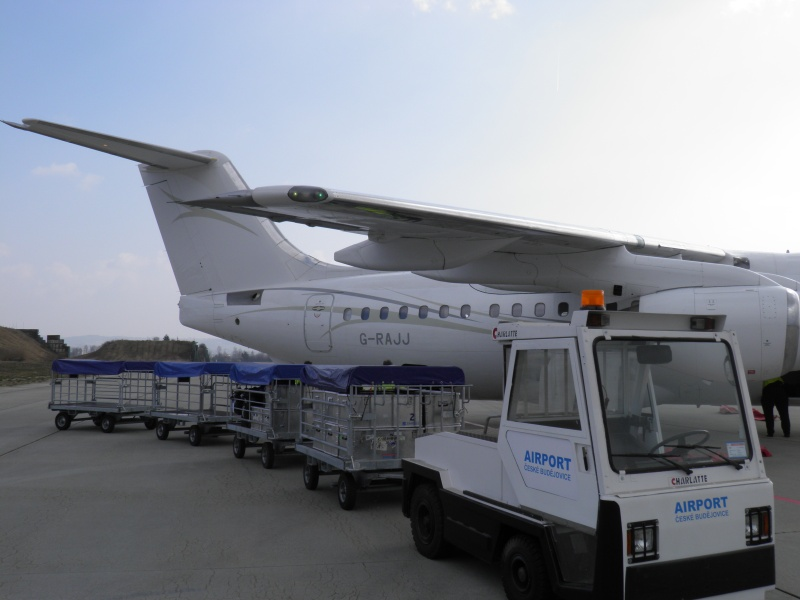 G-RAJJ
CHARLATTE
AIRPORT
ČESKÉ BUDĚJOVICE
CHARLATTE
AIRPORT
ČESKÉ BUDĚJOVICE